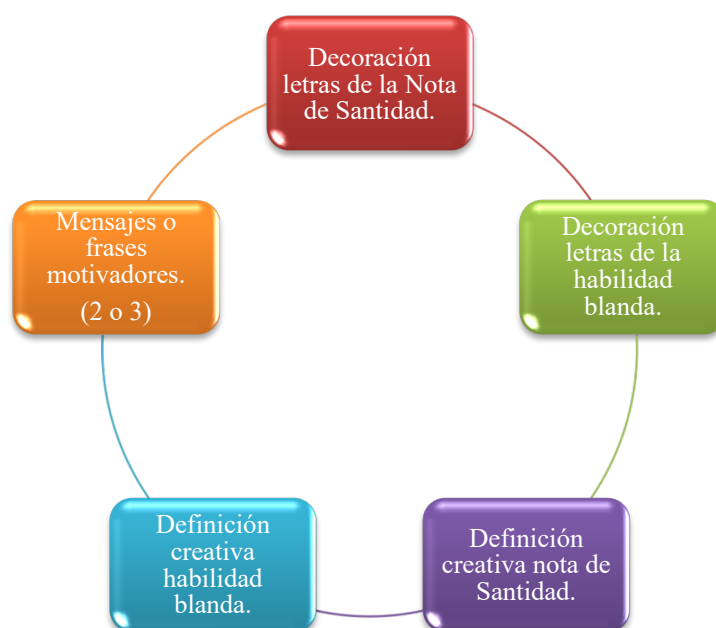 Decoración
letras de la Nota
de Santidad.
Decoración
letras de la
habilidad
blanda.
Definición
creativa nota de
Santidad.
Definición
creativa
habilidad
blanda.
Mensajes o
frases
motivadores.
(2 o 3)